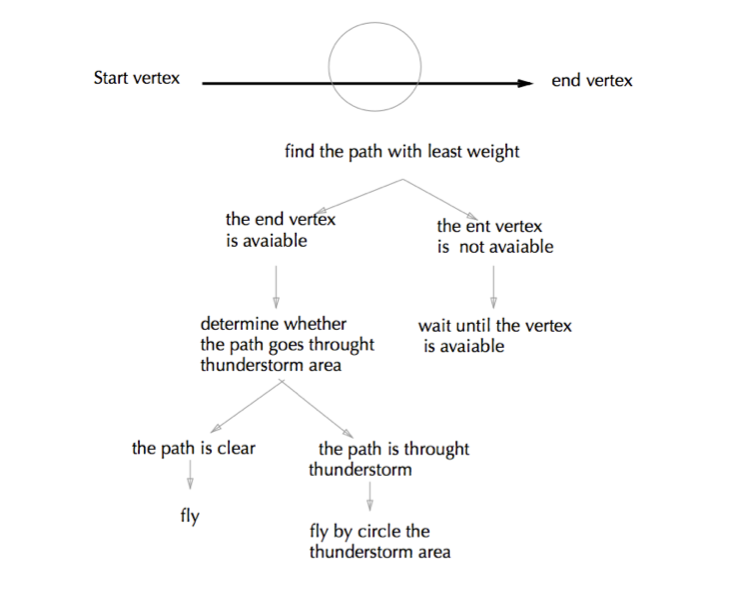 Start vertex
end vertex
find the path with least weight
the end vertex
is avaiable
the ent vertex
is not avaiable
determine whether
the path goes throught
thunderstorm area
wait until the vertex
is avaiable
the path is clear
the path is throught
thunderstorm
fly
fly by circle the
thunderstorm area